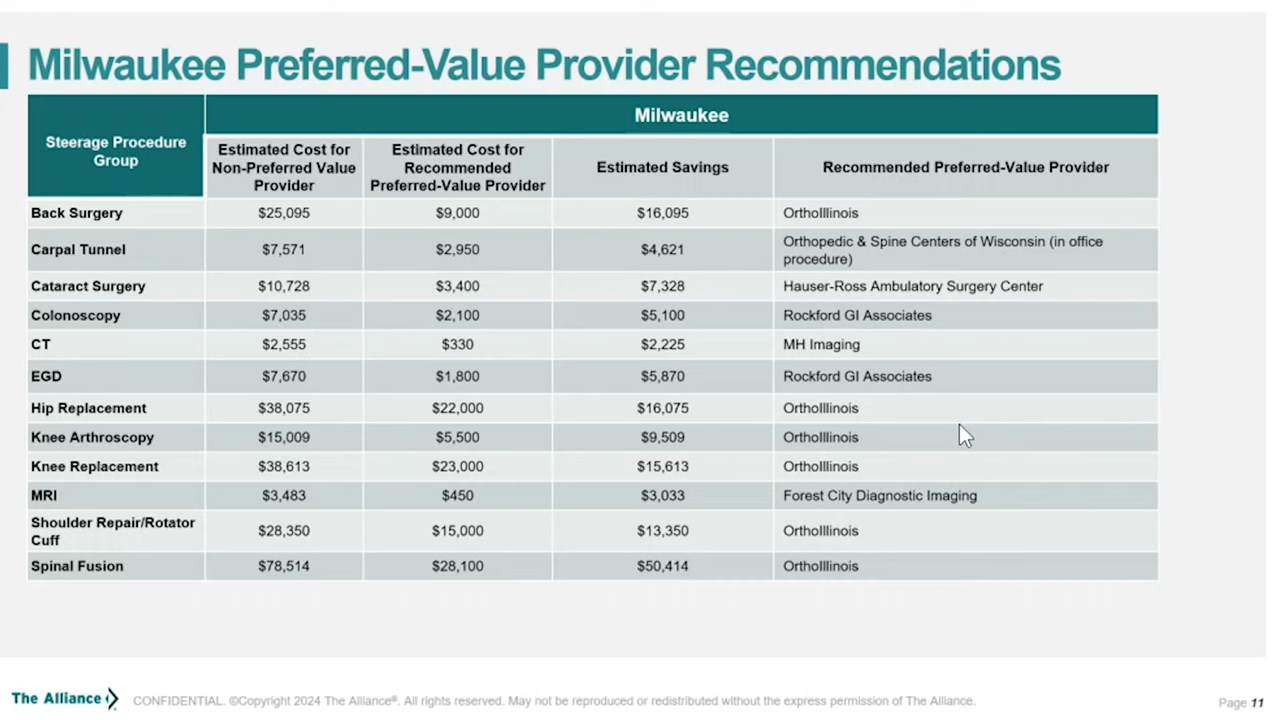 Milwaukee Preferred-Value Provider Recommendations
Steerage Procedure
Group
Milwaukee
Estimated Cost for
Non-Preferred Value
Provider
Estimated Cost for
Recommended
Preferred-Value Provider
Estimated Savings
Recommended Preferred-Value Provider
Back Surgery $25,095 $9,000 $16,095 OrthoIllinois
Carpal Tunnel $7,571 $2,950 $4,621 Orthopedic & Spine Centers of Wisconsin (in office
procedure)
Cataract Surgery $10,728 $3,400 $7,328 Hauser-Ross Ambulatory Surgery Center
Colonoscopy $7,035 $2,100 $5,100 Rockford GI Associates
CT $2,555 $330 $2,225 MH Imaging
EGD $7,670 $1,800 $5,870 Rockford GI Associates
Hip Replacement $38,075 $22,000 $16,075 OrthoIllinois
Knee Arthroscopy $15,009 $5,500 $9,509 OrthoIllinois
Knee Replacement $38,613 $23,000 $15,613 OrthoIllinois
MRI $3,483 $450 $3,033 Forest City Diagnostic Imaging
Shoulder Repair/Rotator
Cuff $28,350 $15,000 $13,350 OrthoIllinois
Spinal Fusion $78,514 $28,100 $50,414 OrthoIllinois
The Alliance CONFIDENTIAL. ©Copyright 2024 The Alliance®. All rights reserved. May not be reproduced or redistributed without the express permission of The Alliance. Page 11